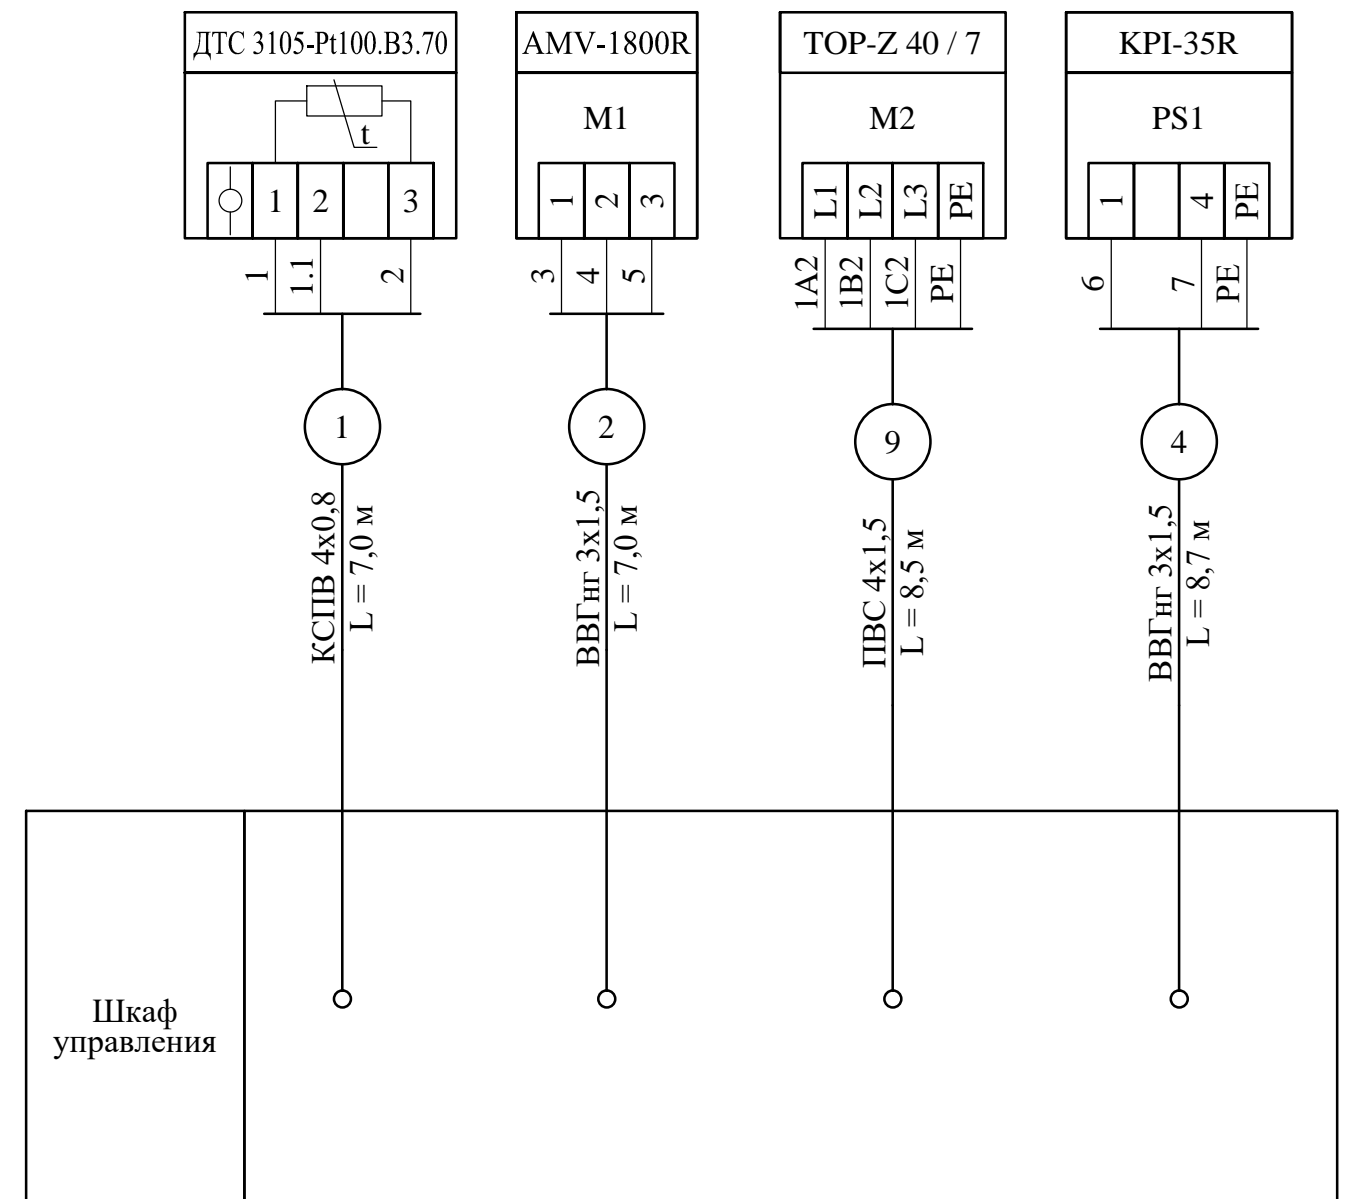 ДТС 3105-Pt100.В3.70
AMV-1800R
TOP-Z 40 / 7
KPI-35R
t
M1
M2
PS1
1
2
3
1
2
3
L1
L2
L3
PE
1
4
PE
1
1.1
2
3
4
5
1A2
1B2
1C2
PE
6
7
PE
1
2
9
4
КСПВ 4х0,8
L = 7,0 м
ВВГнг 3х1,5
L = 7,0 м
ПВС 4х1,5
L = 8,5 м
ВВГнг 3х1,5
L = 8,7 м
Шкаф
управления